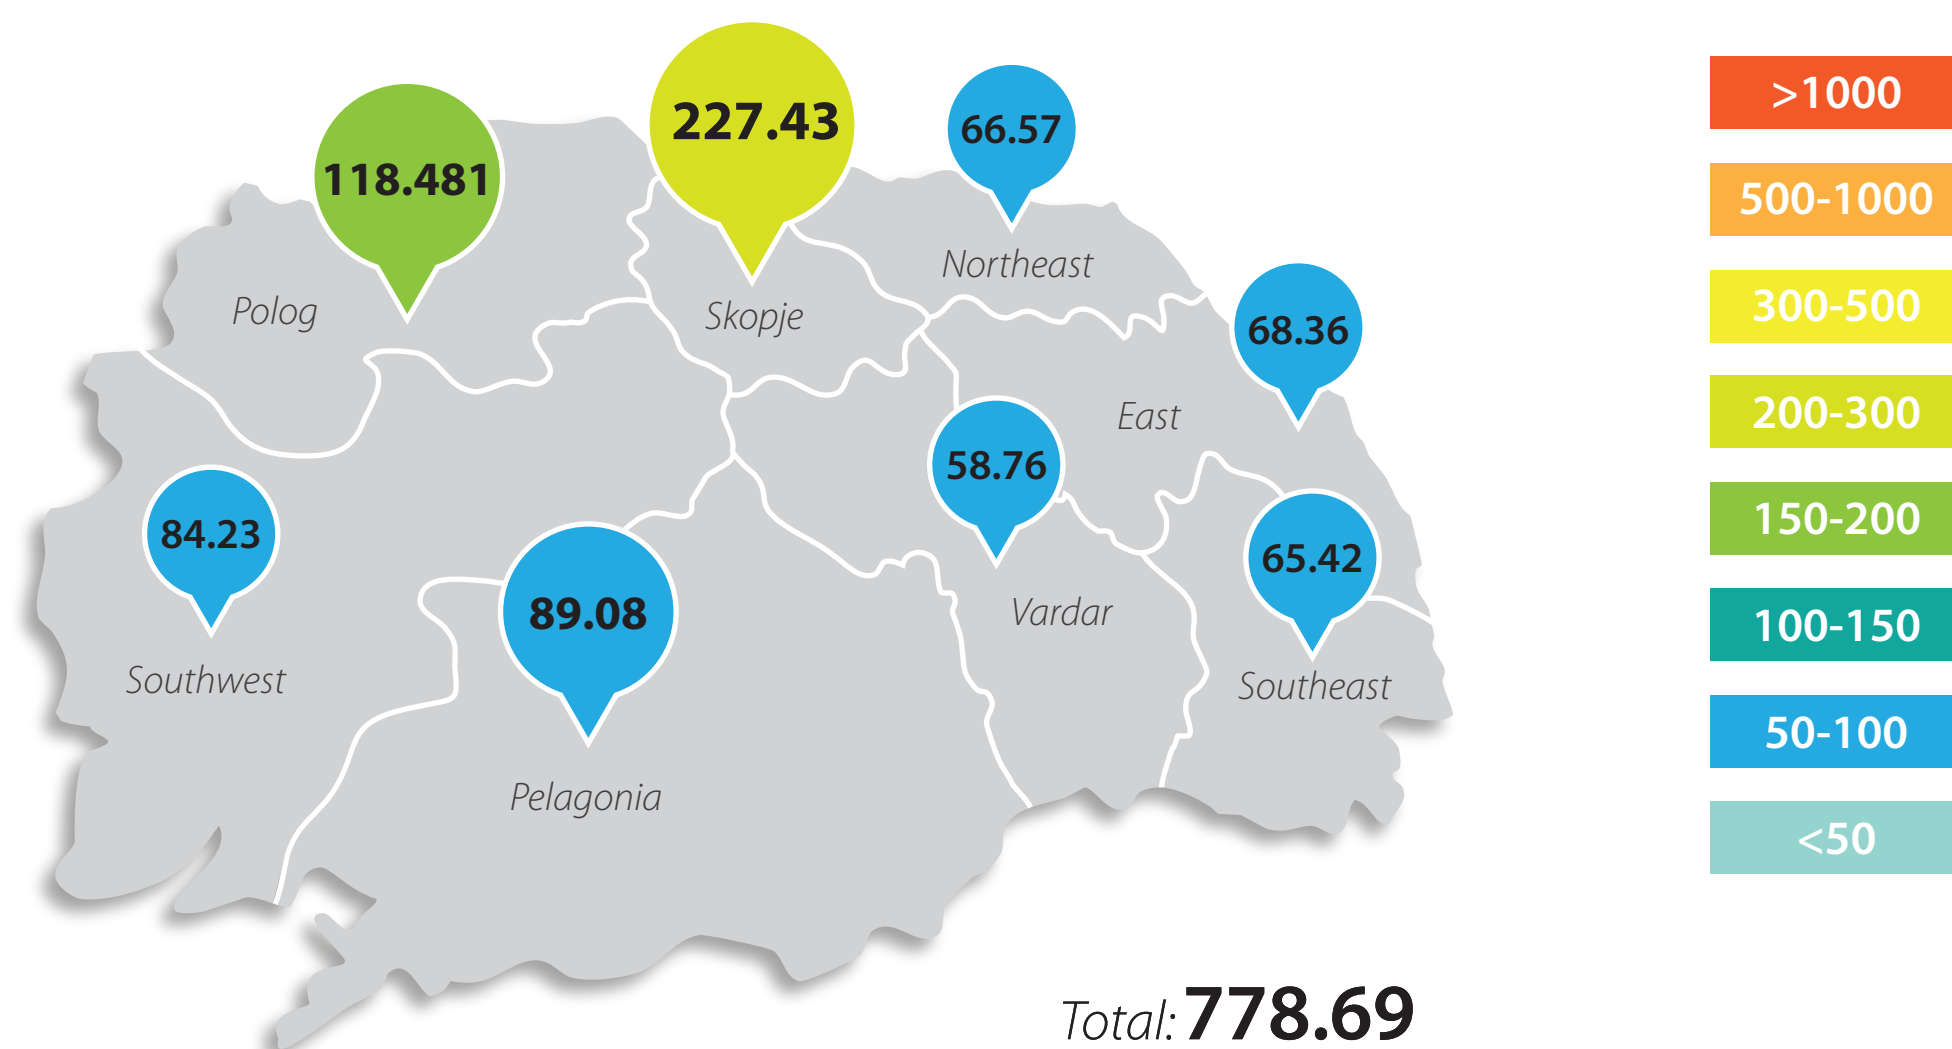 227.43
66.57
118.481
Northeast
Polog
Skopje
68.36
East
58.76
84.23
65.42
89.08
Vardar
Southwest
Southeast
Pelagonia
Total: 778.69
>1000
500-1000
300-500
200-300
150-200
100-150
50-100
<50